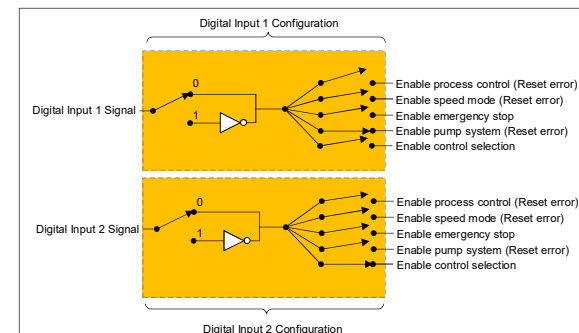 Digital Input 1 Configuration
0
Digital Input 1 Signal
1
Enable process control (Reset error)
Enable speed mode (Reset error)
Enable emergency stop
Enable pump system (Reset error)
Enable control selection
0
Digital Input 2 Signal
1
Enable process control (Reset error)
Enable speed mode (Reset error)
Enable emergency stop
Enable pump system (Reset error)
Enable control selection
Digital Input 2 Configuration